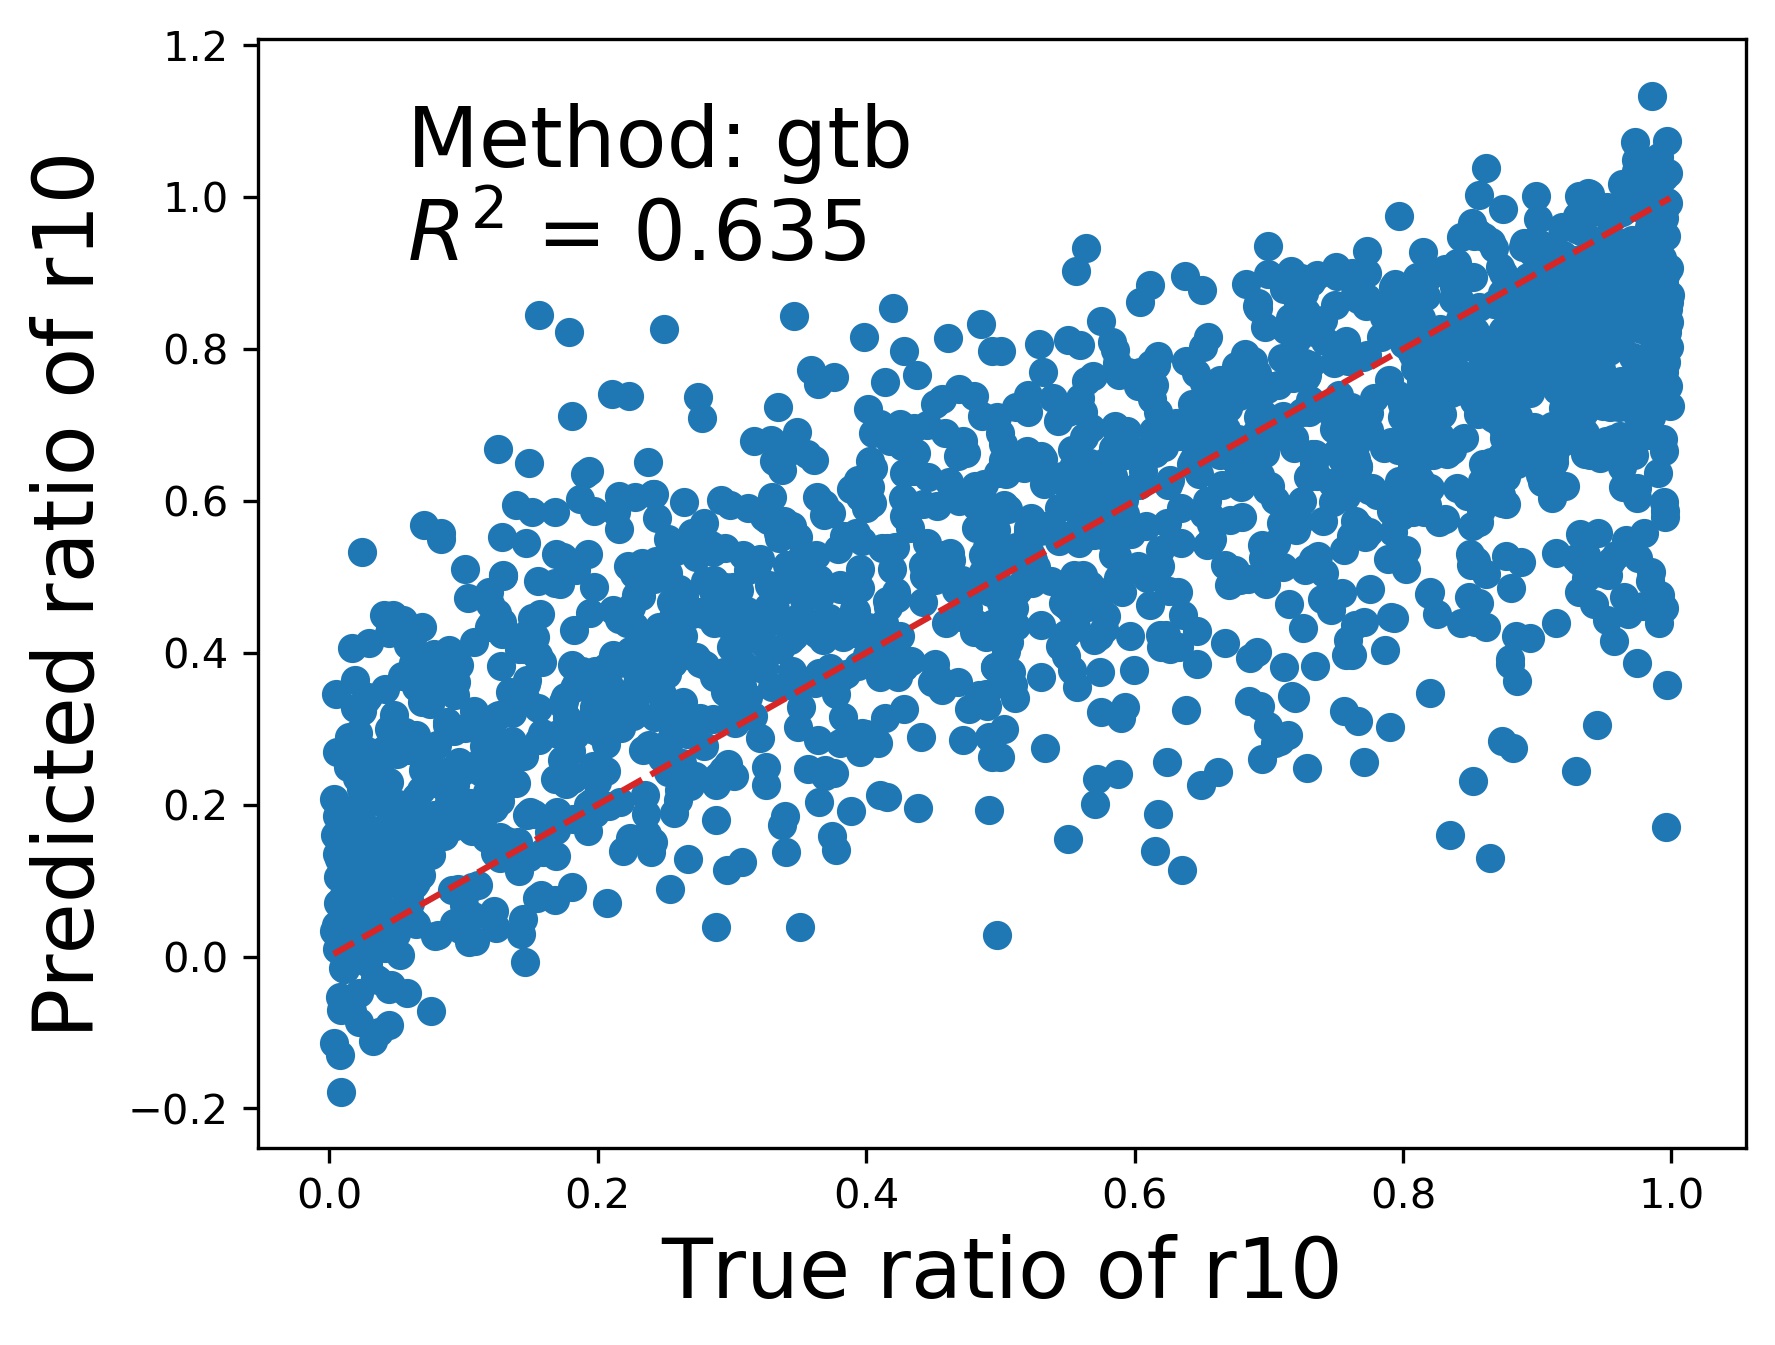 Method: gtb
R² = 0.635
Predicted ratio of r10
1.2
1.0
0.8
0.6
0.4
0.2
0.0
−0.2
0.0 0.2 0.4 0.6 0.8 1.0
True ratio of r10